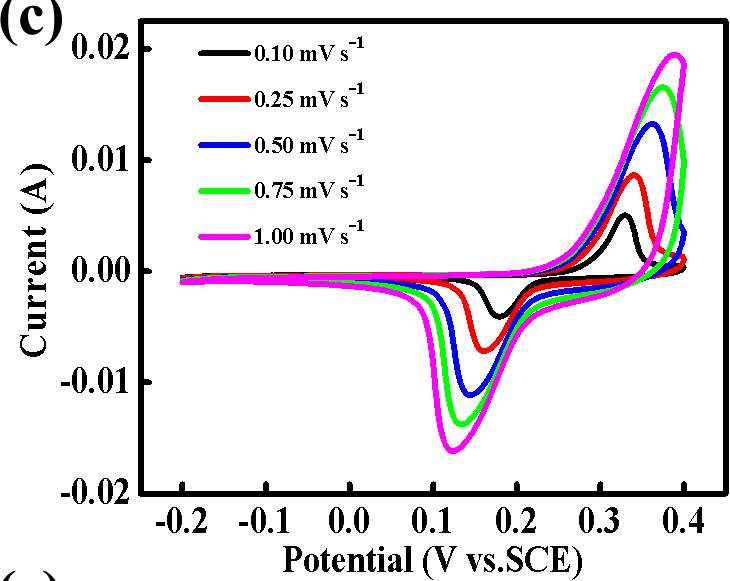 (c)
0.02
0.01
0.00
-0.01
-0.02
Current (A)
0.10 mV s⁻¹
0.25 mV s⁻¹
0.50 mV s⁻¹
0.75 mV s⁻¹
1.00 mV s⁻¹
-0.2 -0.1 0.0 0.1 0.2 0.3 0.4
Potential (V vs.SCE)